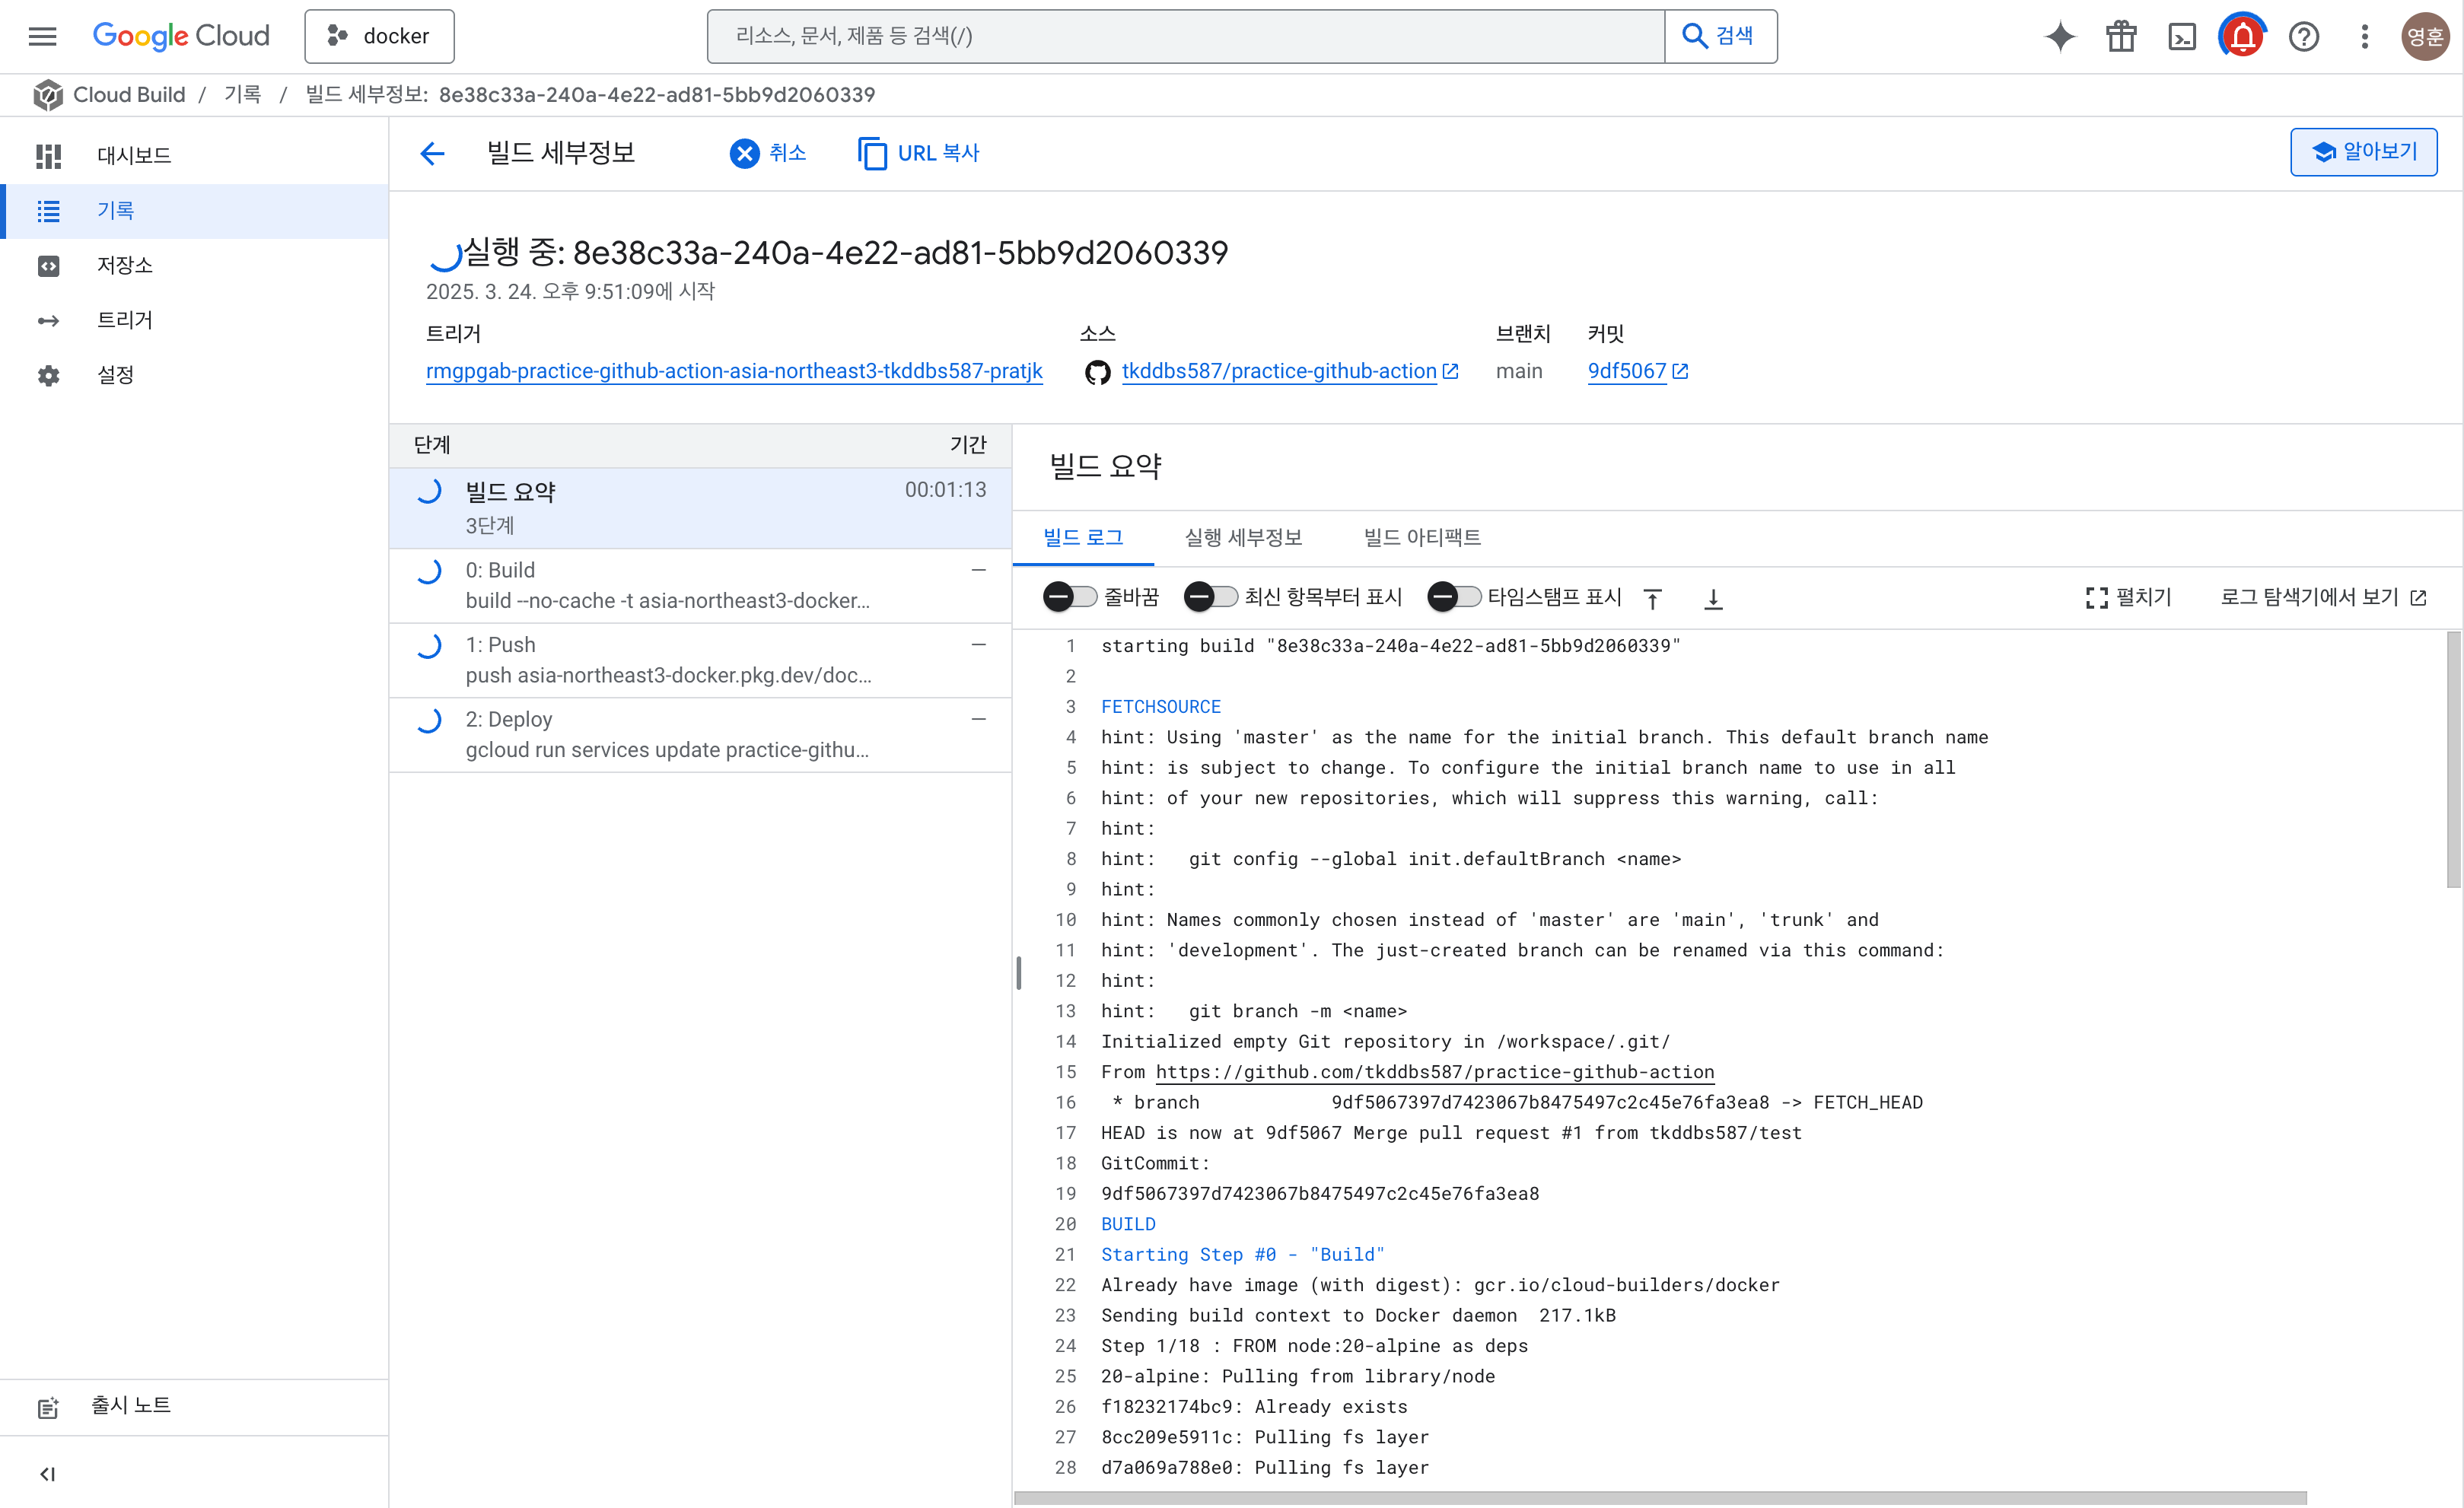 Google Cloud
docker
리소스, 문서, 제품 등 검색(/)
검색
영훈
Cloud Build / 기록 / 빌드 세부정보: 8e38c33a-240a-4e22-ad81-5bb9d2060339
대시보드
기록
저장소
트리거
설정
출시 노트
빌드 세부정보
취소
URL 복사
알아보기
실행 중: 8e38c33a-240a-4e22-ad81-5bb9d2060339
2025. 3. 24. 오후 9:51:09에 시작
트리거
rmgpgab-practice-github-action-asia-northeast3-tkddbs587-pratjk
소스
tkddbs587/practice-github-action
브랜치
main
커밋
9df5067
단계 기간
빌드 요약 00:01:13
3단계
0: Build —
build --no-cache -t asia-northeast3-docker...
1: Push —
push asia-northeast3-docker.pkg.dev/doc...
2: Deploy —
gcloud run services update practice-githu...
빌드 요약
빌드 로그 실행 세부정보 빌드 아티팩트
줄바꿈 최신 항목부터 표시 타임스탬프 표시 펼치기 로그 탐색기에서 보기
1 starting build "8e38c33a-240a-4e22-ad81-5bb9d2060339"
2
3 FETCHSOURCE
4 hint: Using 'master' as the name for the initial branch. This default branch name
5 hint: is subject to change. To configure the initial branch name to use in all
6 hint: of your new repositories, which will suppress this warning, call:
7 hint:
8 hint:   git config --global init.defaultBranch <name>
9 hint:
10 hint: Names commonly chosen instead of 'master' are 'main', 'trunk' and
11 hint: 'development'. The just-created branch can be renamed via this command:
12 hint:
13 hint:   git branch -m <name>
14 Initialized empty Git repository in /workspace/.git/
15 From https://github.com/tkddbs587/practice-github-action
16  * branch            9df5067397d7423067b8475497c2c45e76fa3ea8 -> FETCH_HEAD
17 HEAD is now at 9df5067 Merge pull request #1 from tkddbs587/test
18 GitCommit:
19 9df5067397d7423067b8475497c2c45e76fa3ea8
20 BUILD
21 Starting Step #0 - "Build"
22 Already have image (with digest): gcr.io/cloud-builders/docker
23 Sending build context to Docker daemon  217.1kB
24 Step 1/18 : FROM node:20-alpine as deps
25 20-alpine: Pulling from library/node
26 f18232174bc9: Already exists
27 8cc209e5911c: Pulling fs layer
28 d7a069a788e0: Pulling fs layer